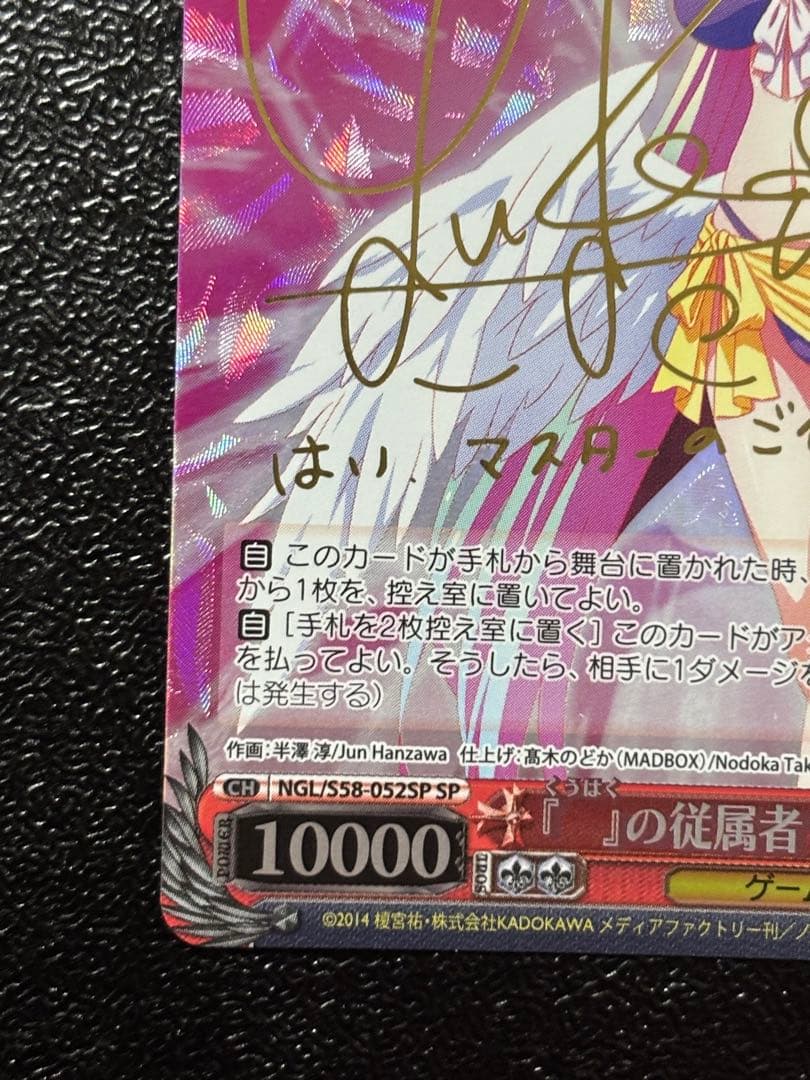 はい、マスターのご
自 このカードが手札から舞台に置かれた時、
から1枚を、控え室に置いてよい。
自 [手札を2枚控え室に置く] このカードがア
を払ってよい。そうしたら、相手に1ダメージを
は発生する）
作画：半澤 淳/Jun Hanzawa 仕上げ：髙木のどか（MADBOX）/Nodoka Tak
CH NGL/S58-052SP SP
くうはく
『　』の従属者
POWER 10000 SOUL
ゲーム
©2014 榎宮祐・株式会社KADOKAWA メディアファクトリー刊／ノ